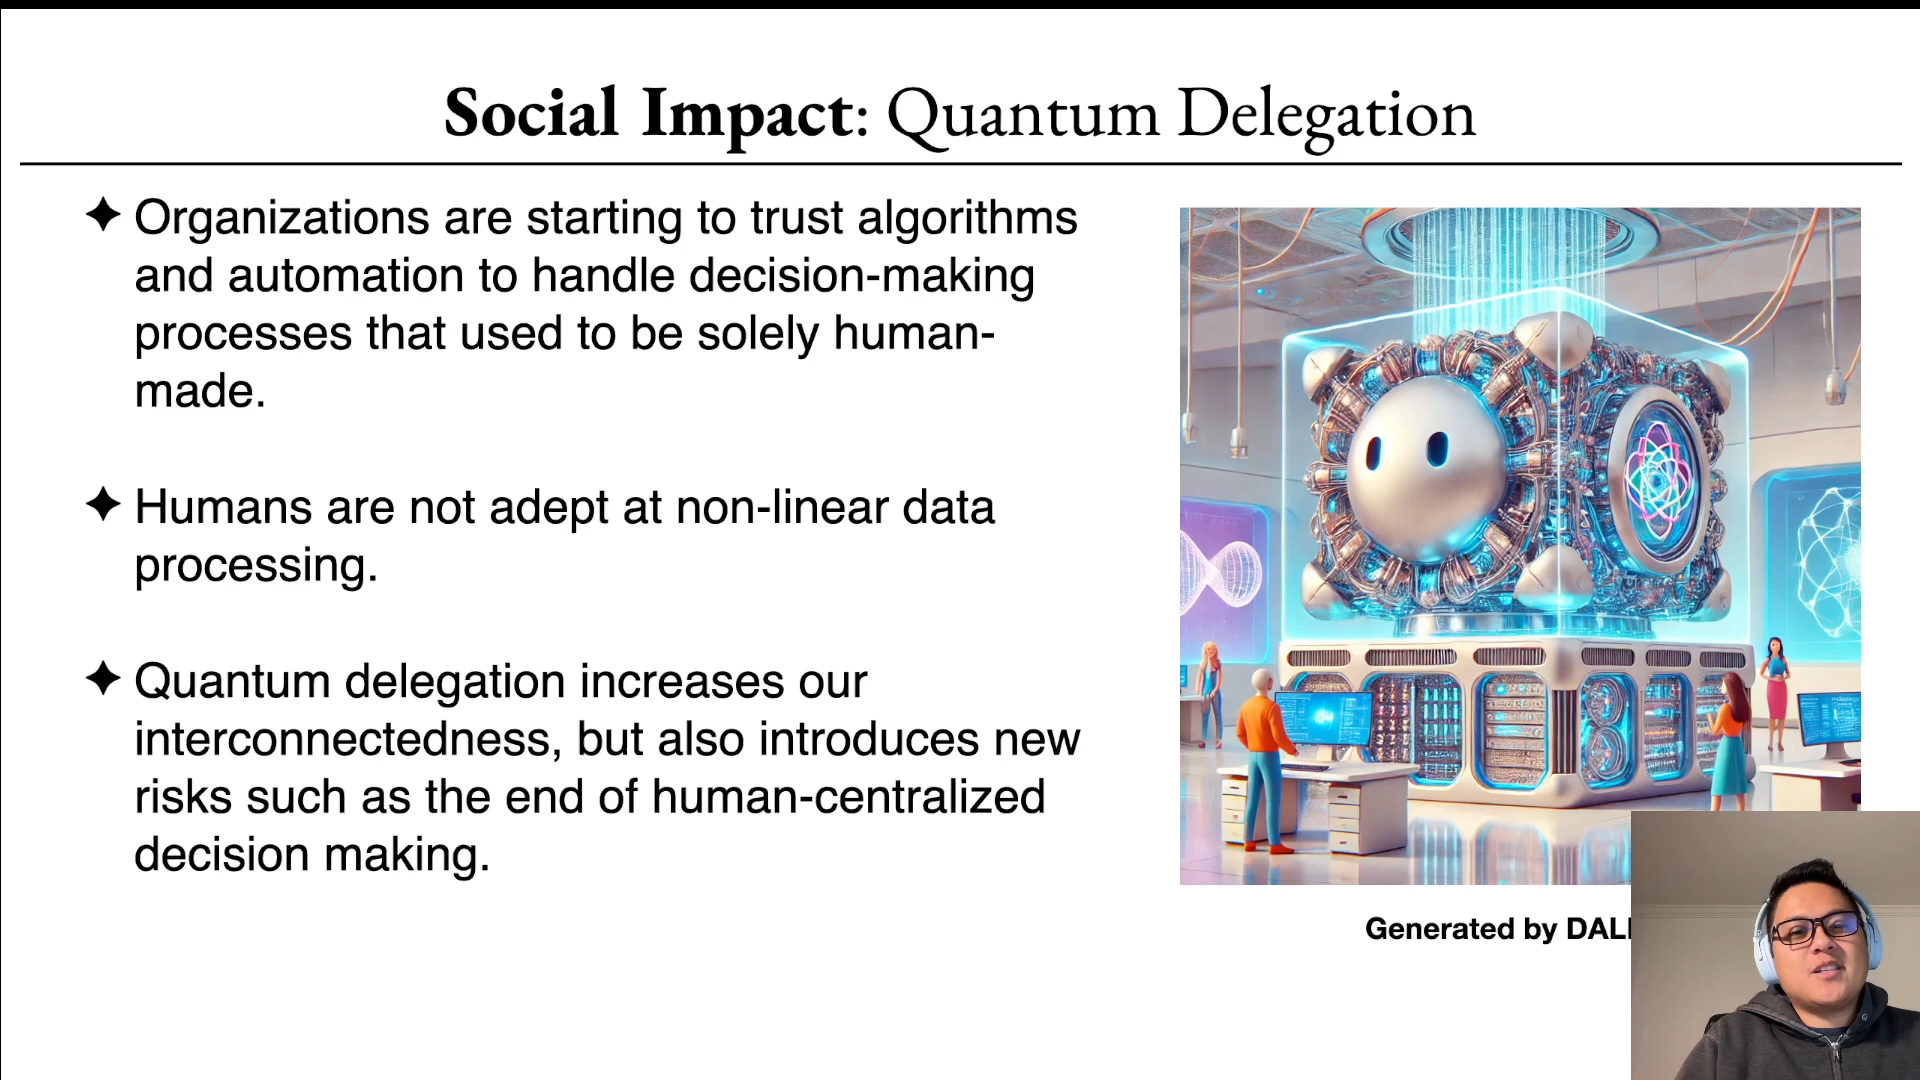 Social Impact: Quantum Delegation
✦ Organizations are starting to trust algorithms
and automation to handle decision-making
processes that used to be solely human-
made.
✦ Humans are not adept at non-linear data
processing.
✦ Quantum delegation increases our
interconnectedness, but also introduces new
risks such as the end of human-centralized
decision making.
Generated by